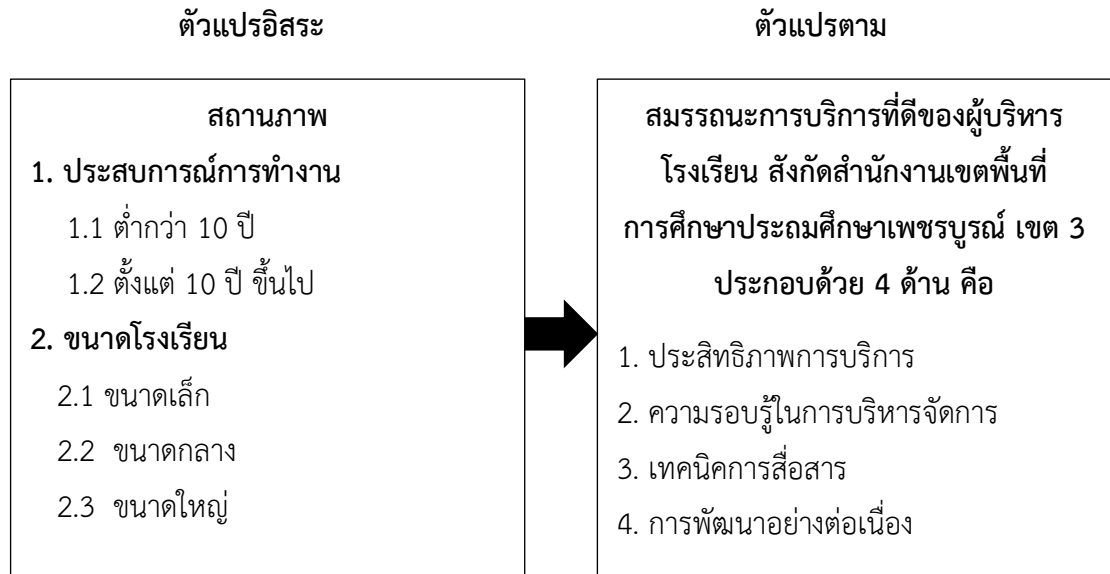 ตัวแปรอิสระ
ตัวแปรตาม
สถานภาพ
1. ประสบการณ์การทำงาน
1.1 ต่ำกว่า 10 ปี
1.2 ตั้งแต่ 10 ปี ขึ้นไป
2. ขนาดโรงเรียน
2.1 ขนาดเล็ก
2.2 ขนาดกลาง
2.3 ขนาดใหญ่
สมรรถนะการบริการที่ดีของผู้บริหาร
โรงเรียน สังกัดสำนักงานเขตพื้นที่
การศึกษาประถมศึกษาเพชรบูรณ์ เขต 3
ประกอบด้วย 4 ด้าน คือ
1. ประสิทธิภาพการบริการ
2. ความรอบรู้ในการบริหารจัดการ
3. เทคนิคการสื่อสาร
4. การพัฒนาอย่างต่อเนื่อง